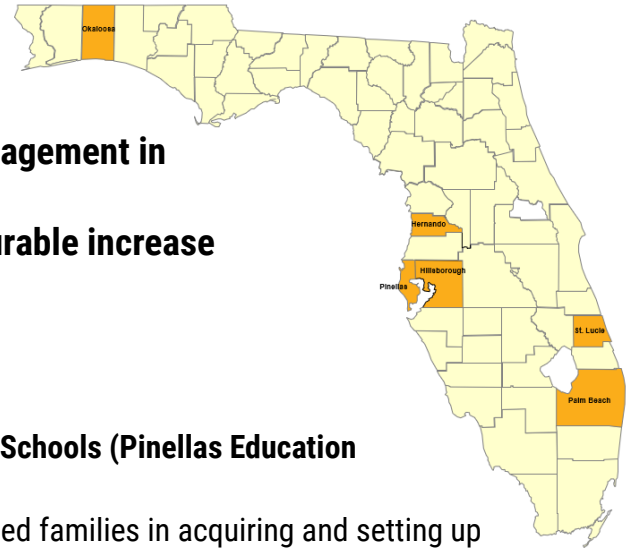 Okaloosa
agement in
urable increase
Hernando
Hillsborough
Pinellas
St. Lucie
Palm Beach
Schools (Pinellas Education
ed families in acquiring and setting up